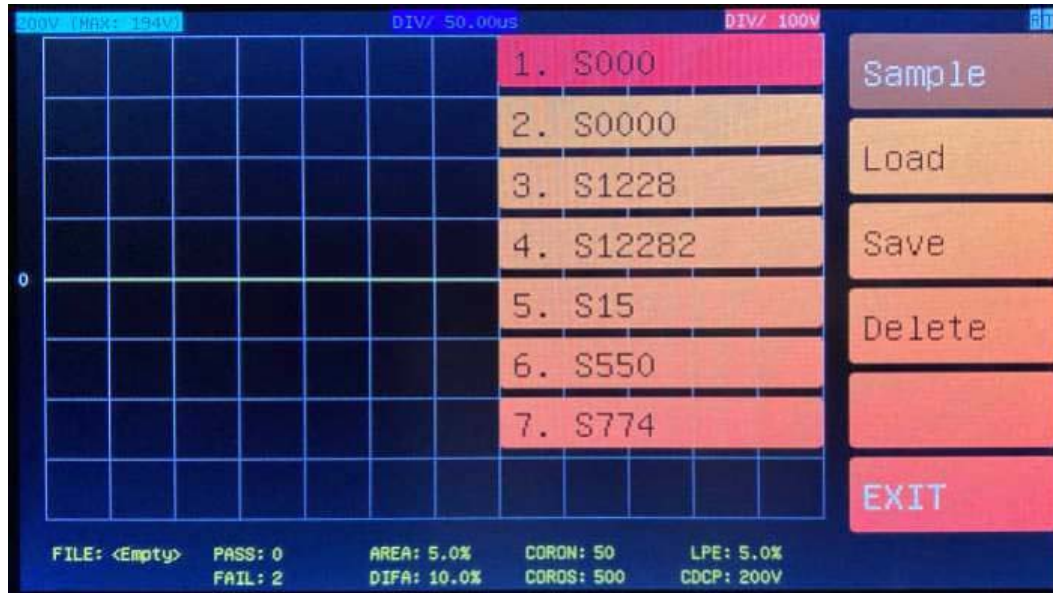 200V (MAX: 194V) DIV/ 50.00us DIV/ 100V
1. S000
2. S0000
3. S1228
4. S12282
5. S15
6. S550
7. S774
Sample
Load
Save
Delete
EXIT
0
FILE: <Empty> PASS: 0 AREA: 5.0% CORON: 50 LPE: 5.0%
FAIL: 2 DIFA: 10.0% COROS: 500 CDCP: 200V